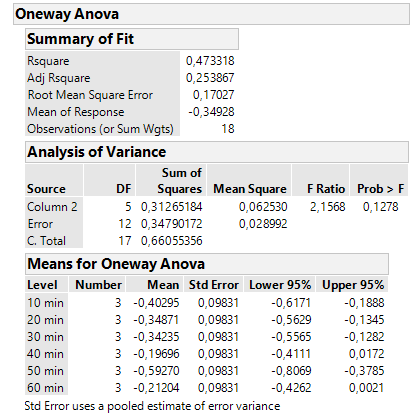 Oneway Anova
Summary of Fit
Rsquare 0,473318
Adj Rsquare 0,253867
Root Mean Square Error 0,17027
Mean of Response -0,34928
Observations (or Sum Wgts) 18
Analysis of Variance
Sum of
Source DF Squares Mean Square F Ratio Prob > F
Column 2 5 0,31265184 0,062530 2,1568 0,1278
Error 12 0,34790172 0,028992
C. Total 17 0,66055356
Means for Oneway Anova
Level Number Mean Std Error Lower 95% Upper 95%
10 min 3 -0,40295 0,09831 -0,6171 -0,1888
20 min 3 -0,34871 0,09831 -0,5629 -0,1345
30 min 3 -0,34235 0,09831 -0,5565 -0,1282
40 min 3 -0,19696 0,09831 -0,4111 0,0172
50 min 3 -0,59270 0,09831 -0,8069 -0,3785
60 min 3 -0,21204 0,09831 -0,4262 0,0021
Std Error uses a pooled estimate of error variance